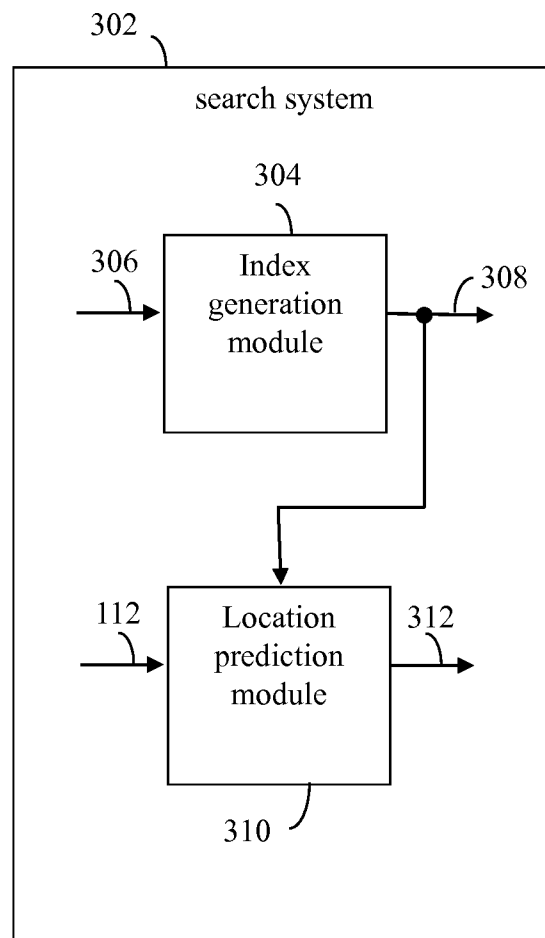 302
search system
304
306
Index
generation
module
308
112
Location
prediction
module
312
310